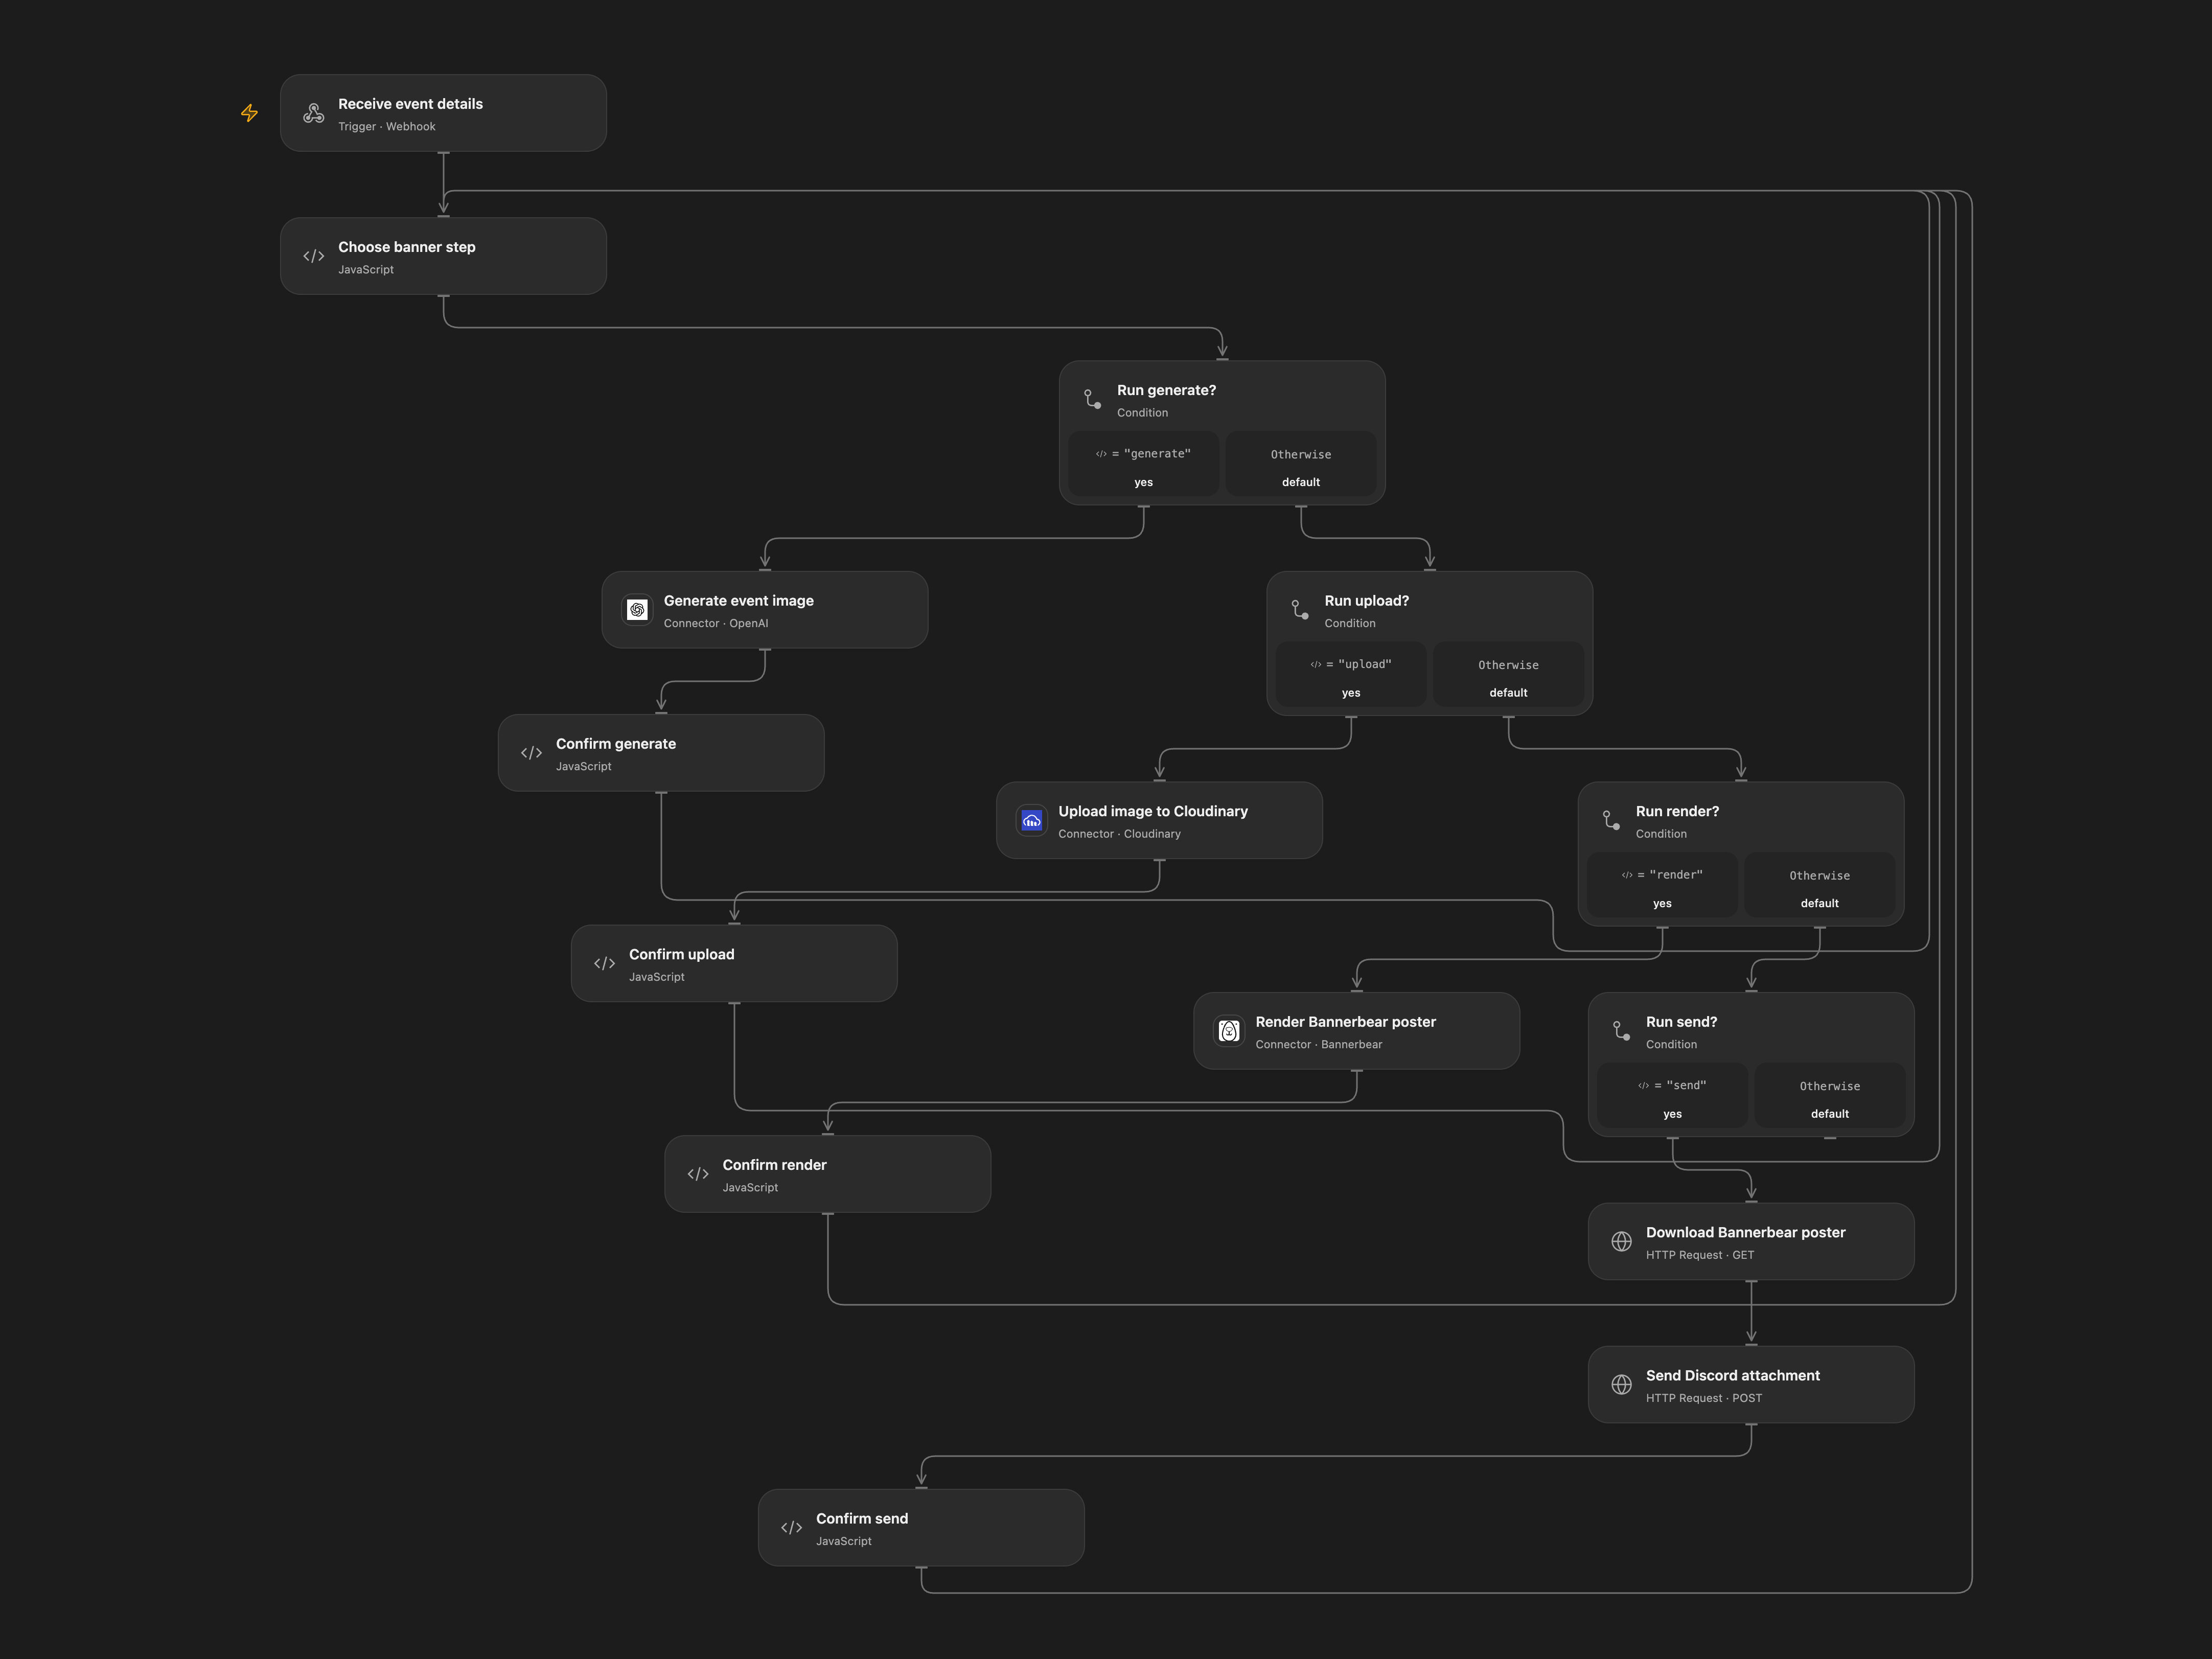 Receive event details
Trigger · Webhook
Choose banner step
JavaScript
Run generate?
Condition
</> = "generate"
yes
Otherwise
default
Generate event image
Connector · OpenAI
Run upload?
Condition
</> = "upload"
yes
Otherwise
default
Confirm generate
JavaScript
Upload image to Cloudinary
Connector · Cloudinary
Run render?
Condition
</> = "render"
yes
Otherwise
default
Confirm upload
JavaScript
Render Bannerbear poster
Connector · Bannerbear
Run send?
Condition
</> = "send"
yes
Otherwise
default
Confirm render
JavaScript
Download Bannerbear poster
HTTP Request · GET
Send Discord attachment
HTTP Request · POST
Confirm send
JavaScript